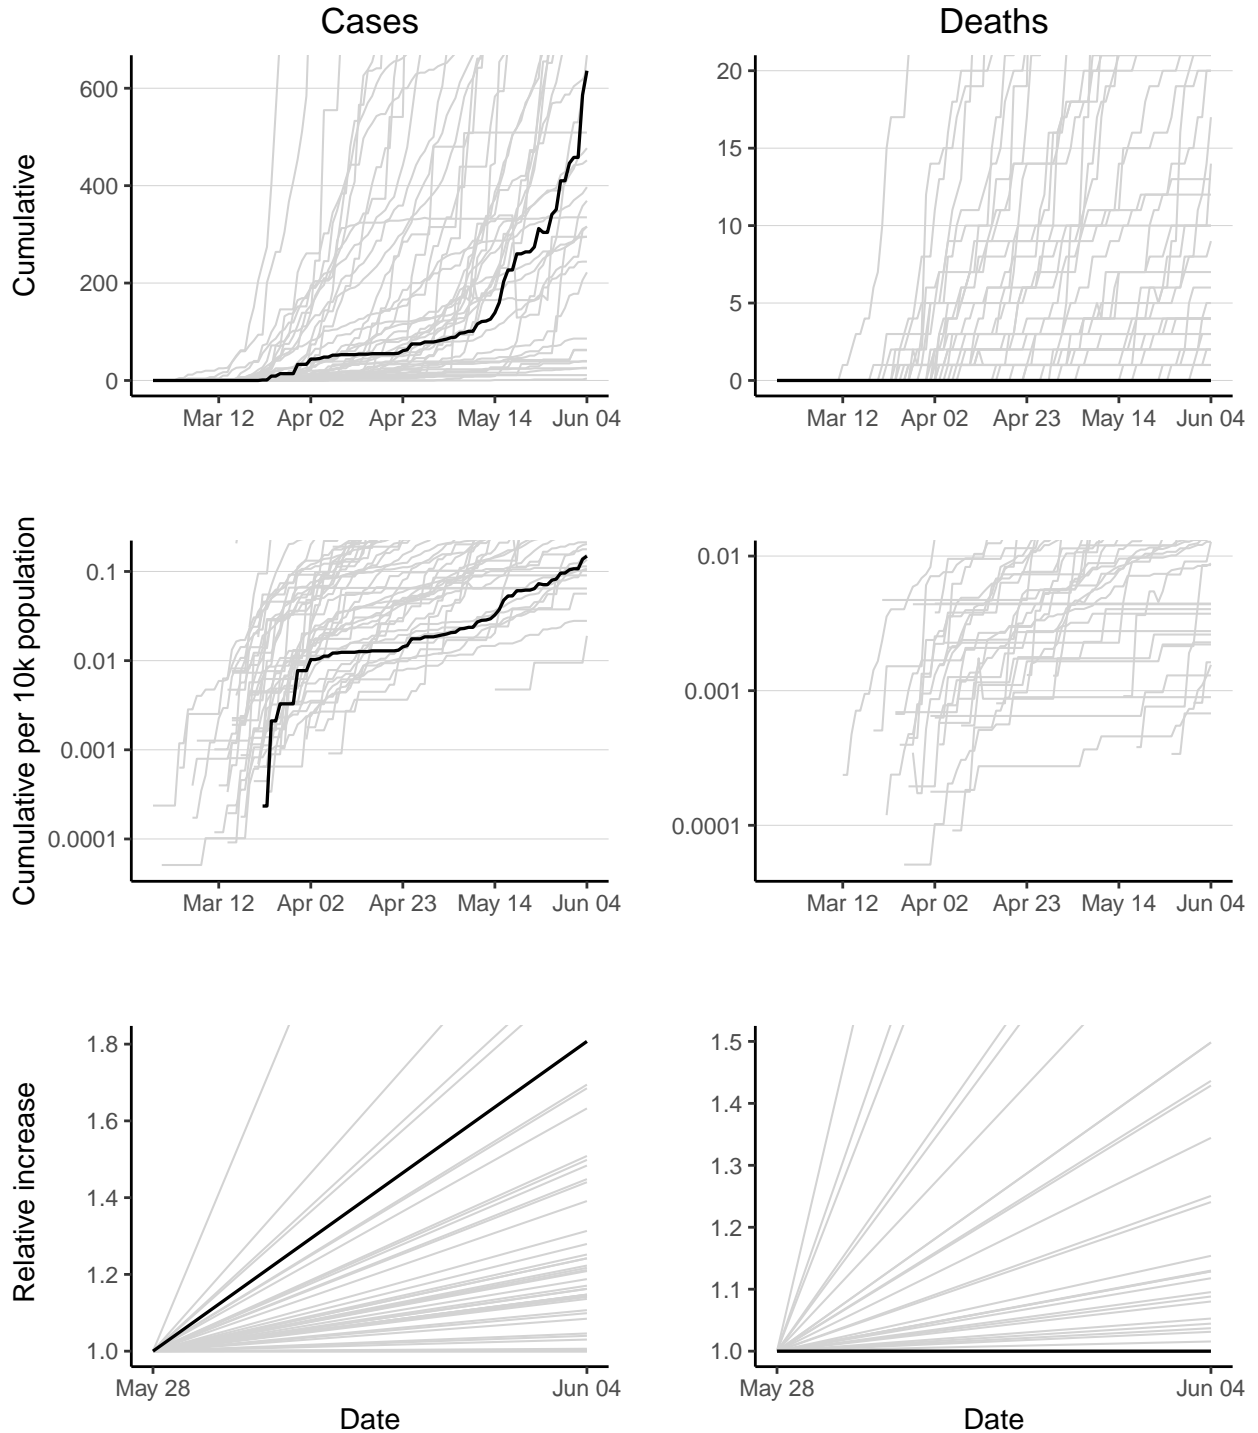 Cases
Deaths
Cumulative
600
400
200
0
Mar 12 Apr 02 Apr 23 May 14 Jun 04
20
15
10
5
0
Mar 12 Apr 02 Apr 23 May 14 Jun 04
Cumulative per 10k population
0.1
0.01
0.001
0.0001
Mar 12 Apr 02 Apr 23 May 14 Jun 04
0.01
0.001
0.0001
Mar 12 Apr 02 Apr 23 May 14 Jun 04
Relative increase
1.8
1.6
1.4
1.2
1.0
May 28 Jun 04
Date
1.5
1.4
1.3
1.2
1.1
1.0
May 28 Jun 04
Date